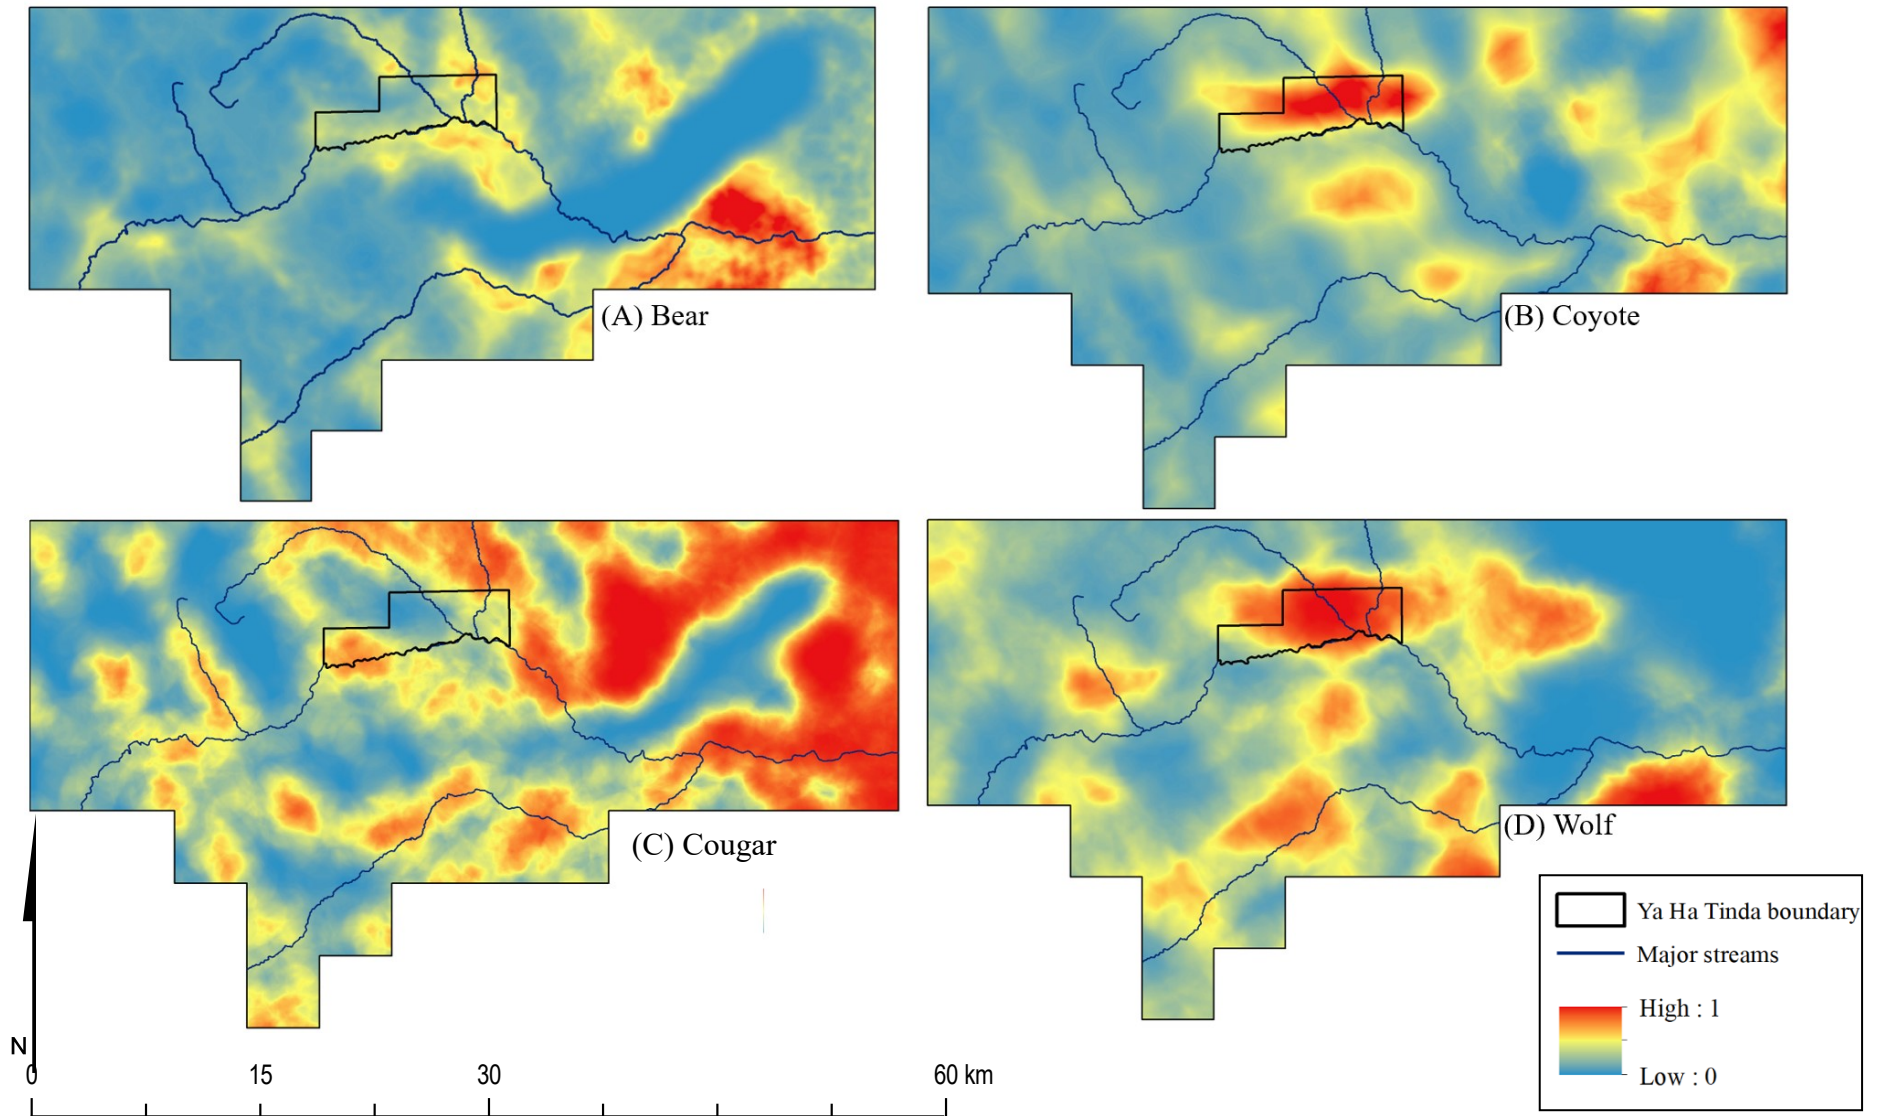 (A) Bear
(B) Coyote
(C) Cougar
(D) Wolf
Ya Ha Tinda boundary
Major streams
High : 1
Low : 0
N
0 15 30 60 km